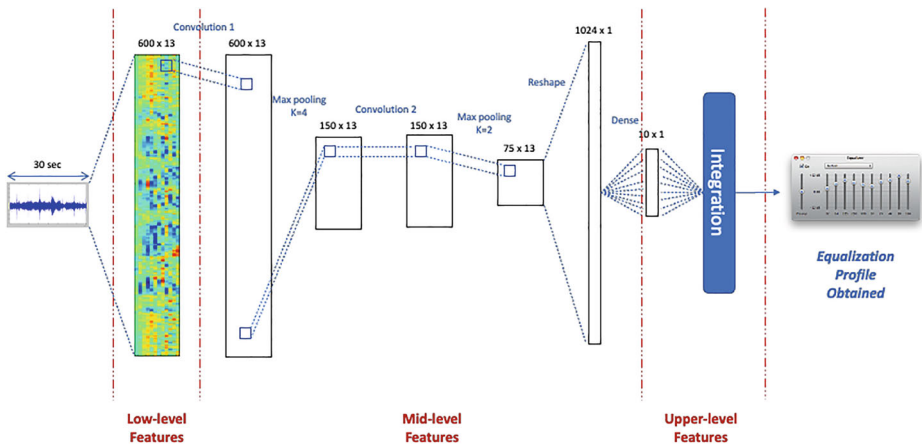 Convolution 1
600 x 13
600 x 13
1024 x 1
Max pooling
K=4
Convolution 2
Max pooling
K=2
Reshape
Dense
150 x 13
150 x 13
75 x 13
10 x 1
30 sec
Integration
Equalizer
Equalization
Profile
Obtained
Low-level
Features
Mid-level
Features
Upper-level
Features